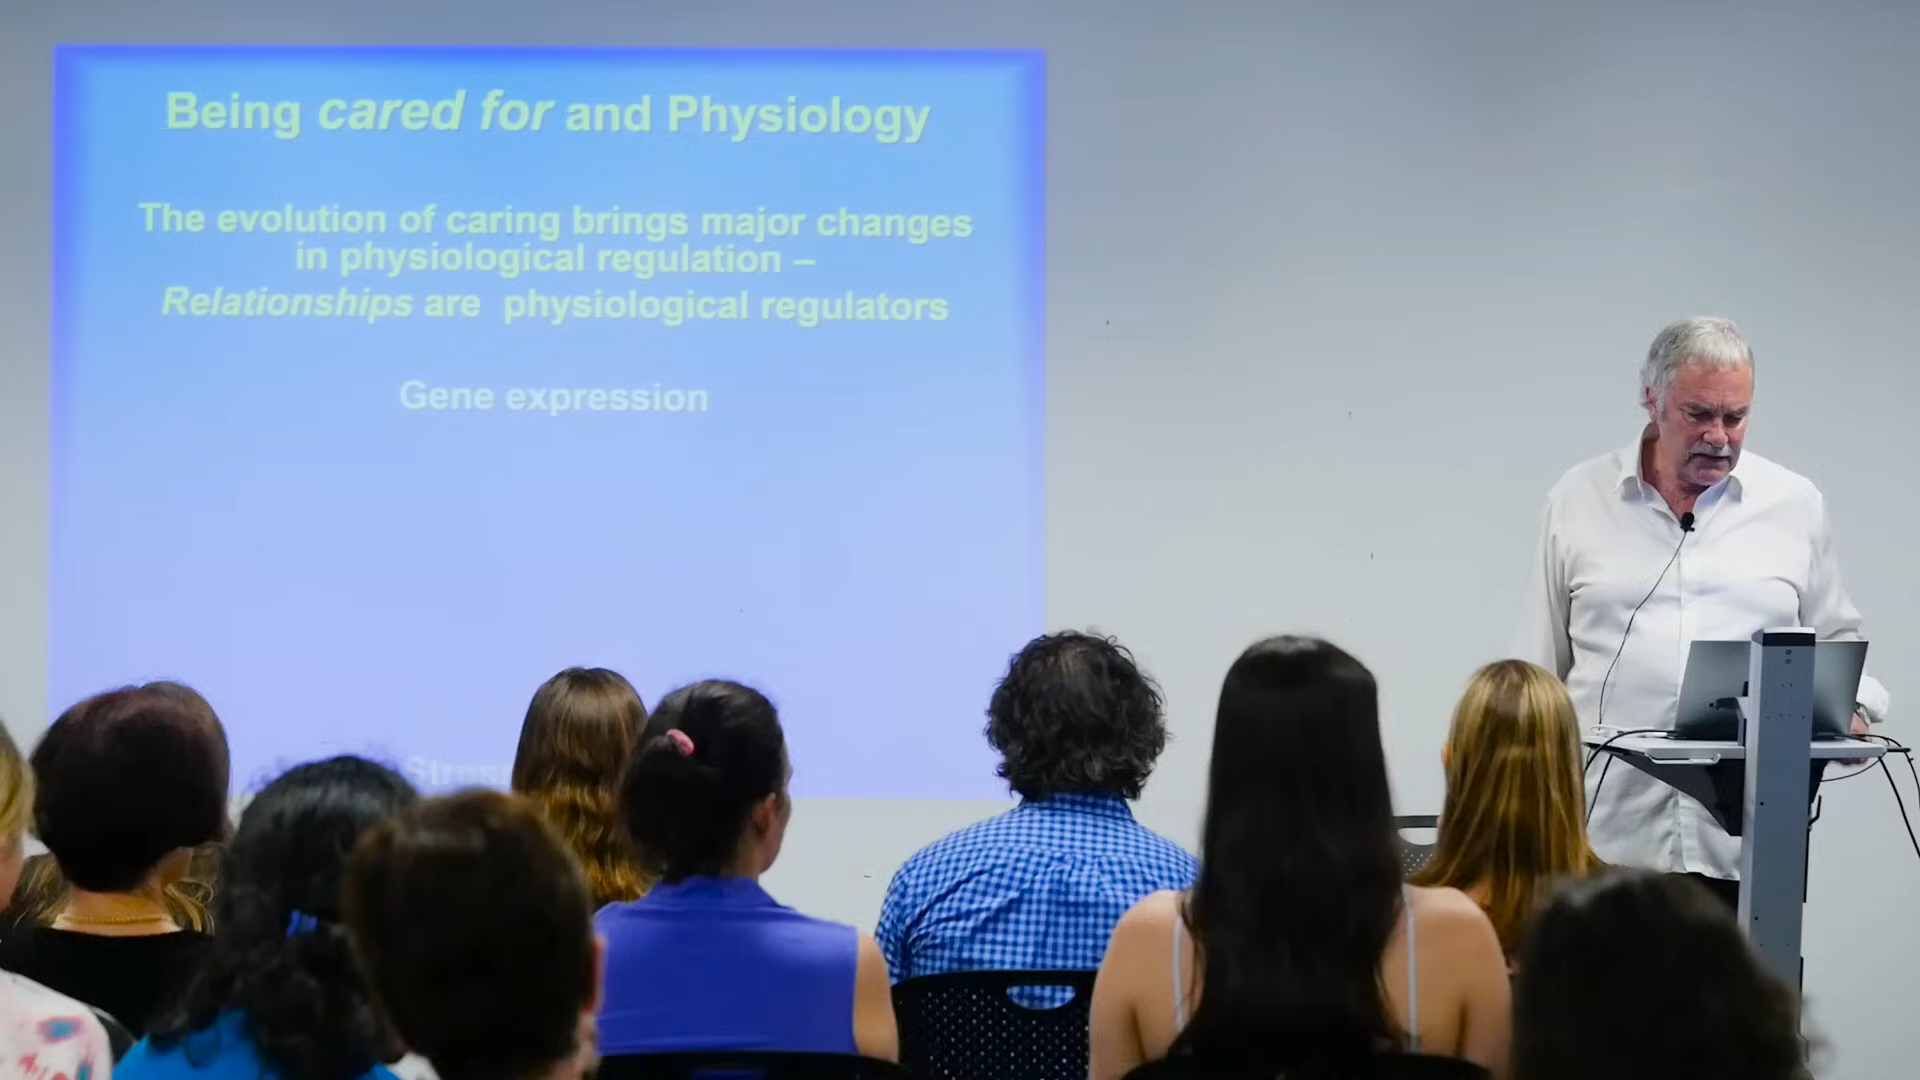 Being cared for and Physiology
The evolution of caring brings major changes
in physiological regulation –
Relationships are physiological regulators
Gene expression